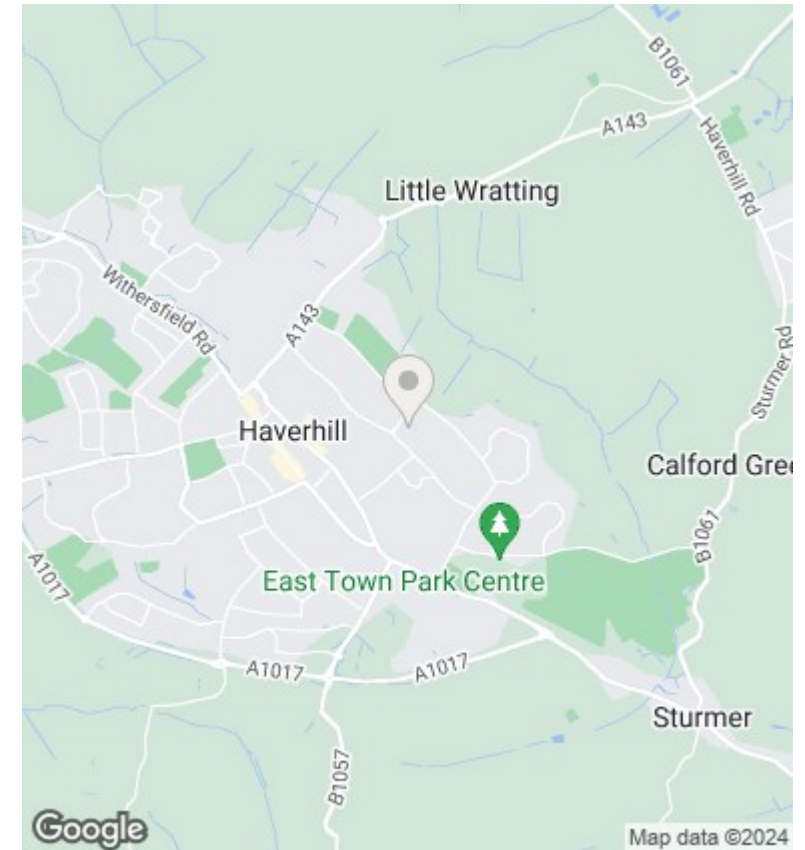 B1061
A143
Haverhill Rd
Little Wratting
Withersfield Rd
A143
Sturmer Rd
Haverhill
Calford Gree
B1061
East Town Park Centre
A1017
A1017
A1017
Sturmer
B1057
Google
Map data ©2024